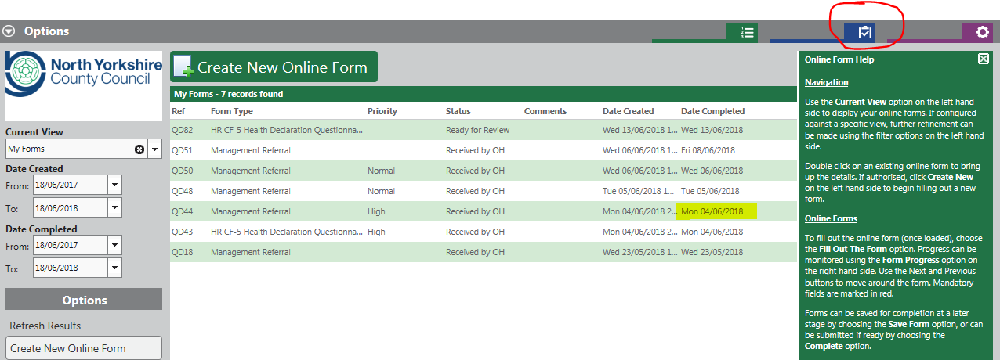 Options
North Yorkshire
County Council
Current View
My Forms
Date Created
From: 18/06/2017
To: 18/06/2018
Date Completed
From: 18/06/2017
To: 18/06/2018
Options
Refresh Results
Create New Online Form
Create New Online Form
My Forms - 7 records found
Ref Form Type Priority Status Comments Date Created Date Completed
QD82 HR CF-5 Health Declaration Questionna... Ready for Review Wed 13/06/2018 1... Wed 13/06/2018
QD51 Management Referral Received by OH Wed 06/06/2018 1... Fri 08/06/2018
QD50 Management Referral Normal Received by OH Wed 06/06/2018 1... Wed 06/06/2018
QD48 Management Referral Normal Received by OH Tue 05/06/2018 1... Tue 05/06/2018
QD44 Management Referral High Received by OH Mon 04/06/2018 2... Mon 04/06/2018
QD43 HR CF-5 Health Declaration Questionna... High Received by OH Mon 04/06/2018 2... Mon 04/06/2018
QD18 Management Referral Received by OH Wed 23/05/2018 1... Wed 23/05/2018
Online Form Help
Navigation
Use the Current View option on the left hand
side to display your online forms. If configured
against a specific view, further refinement can
be made using the filter options on the left hand
side.
Double click on an existing online form to bring
up the details. If authorised, click Create New
on the left hand side to begin filling out a new
form.
Online Forms
To fill out the online form (once loaded), choose
the Fill Out The Form option. Progress can be
monitored using the Form Progress option on
the right hand side. Use the Next and Previous
buttons to move around the form. Mandatory
fields are marked in red.
Forms can be saved for completion at a later
stage by choosing the Save Form option, or can
be submitted if ready by choosing the
Complete option.